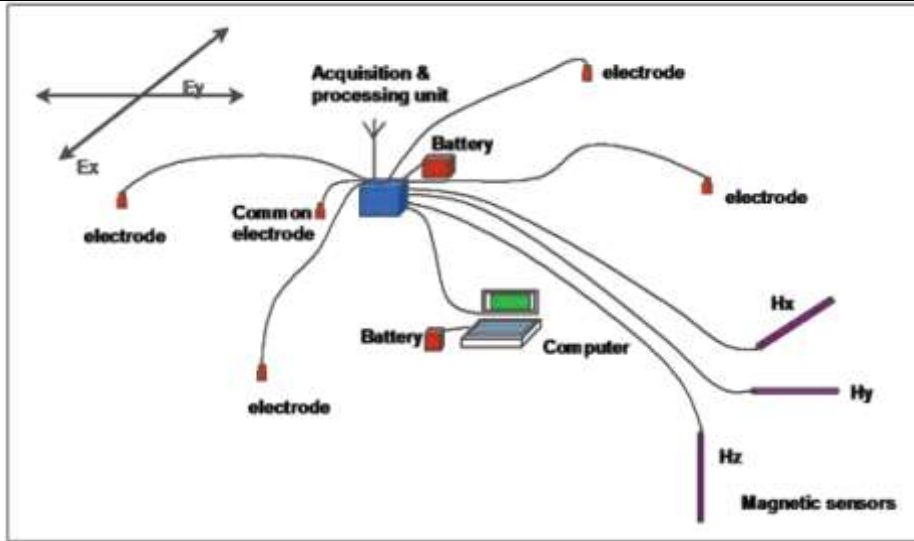 Ey
Ex
Acquisition &
processing unit
electrode
Battery
electrode
Common
electrode
electrode
Battery
Computer
electrode
Hx
Hy
Hz
Magnetic sensors